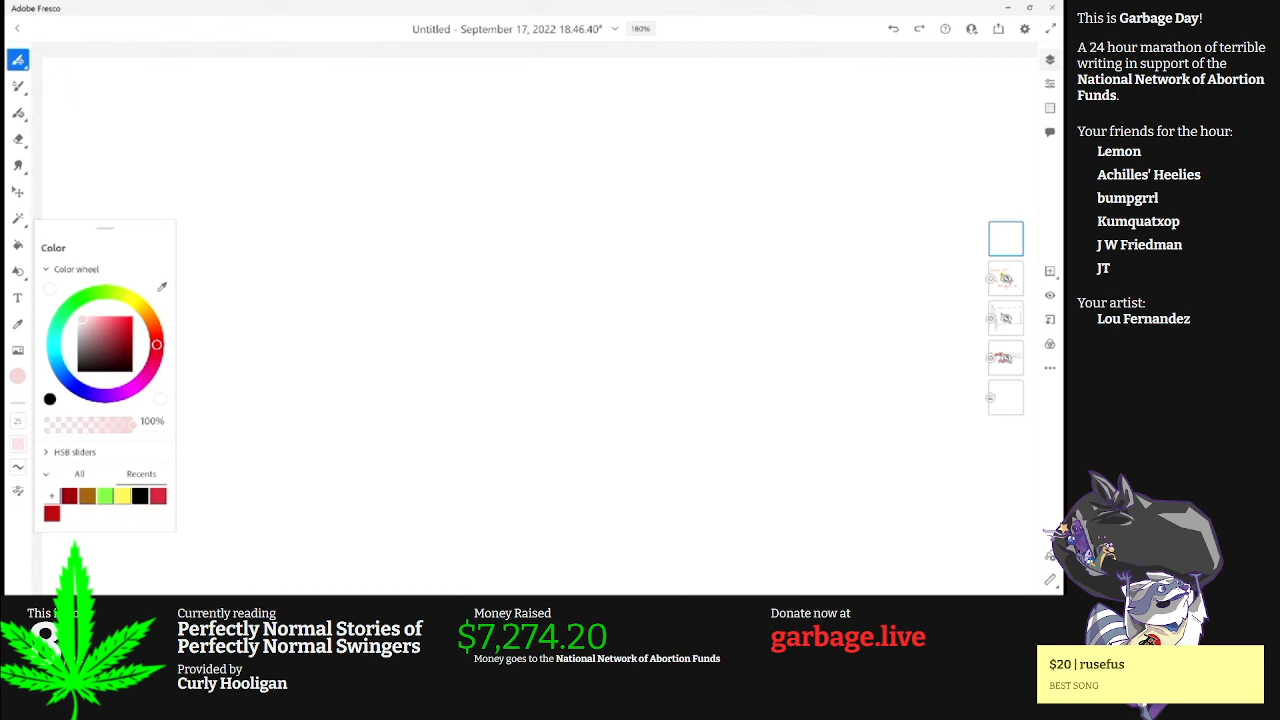 Adobe Fresco
Untitled - September 17, 2022 18.46.40*
180%
Color
Color wheel
100%
HSB sliders
All
Recents
25
This is Garbage Day!
A 24 hour marathon of terrible
writing in support of the
National Network of Abortion
Funds.
Your friends for the hour:
Lemon
Achilles' Heelies
bumpgrrl
Kumquatxop
J W Friedman
JT
Your artist:
Lou Fernandez
This
Currently reading
Perfectly Normal Stories of
Perfectly Normal Swingers
Provided by
Curly Hooligan
Money Raised
$7,274.20
Money goes to the National Network of Abortion Funds
Donate now at
garbage.live
$20 | rusefus
BEST SONG